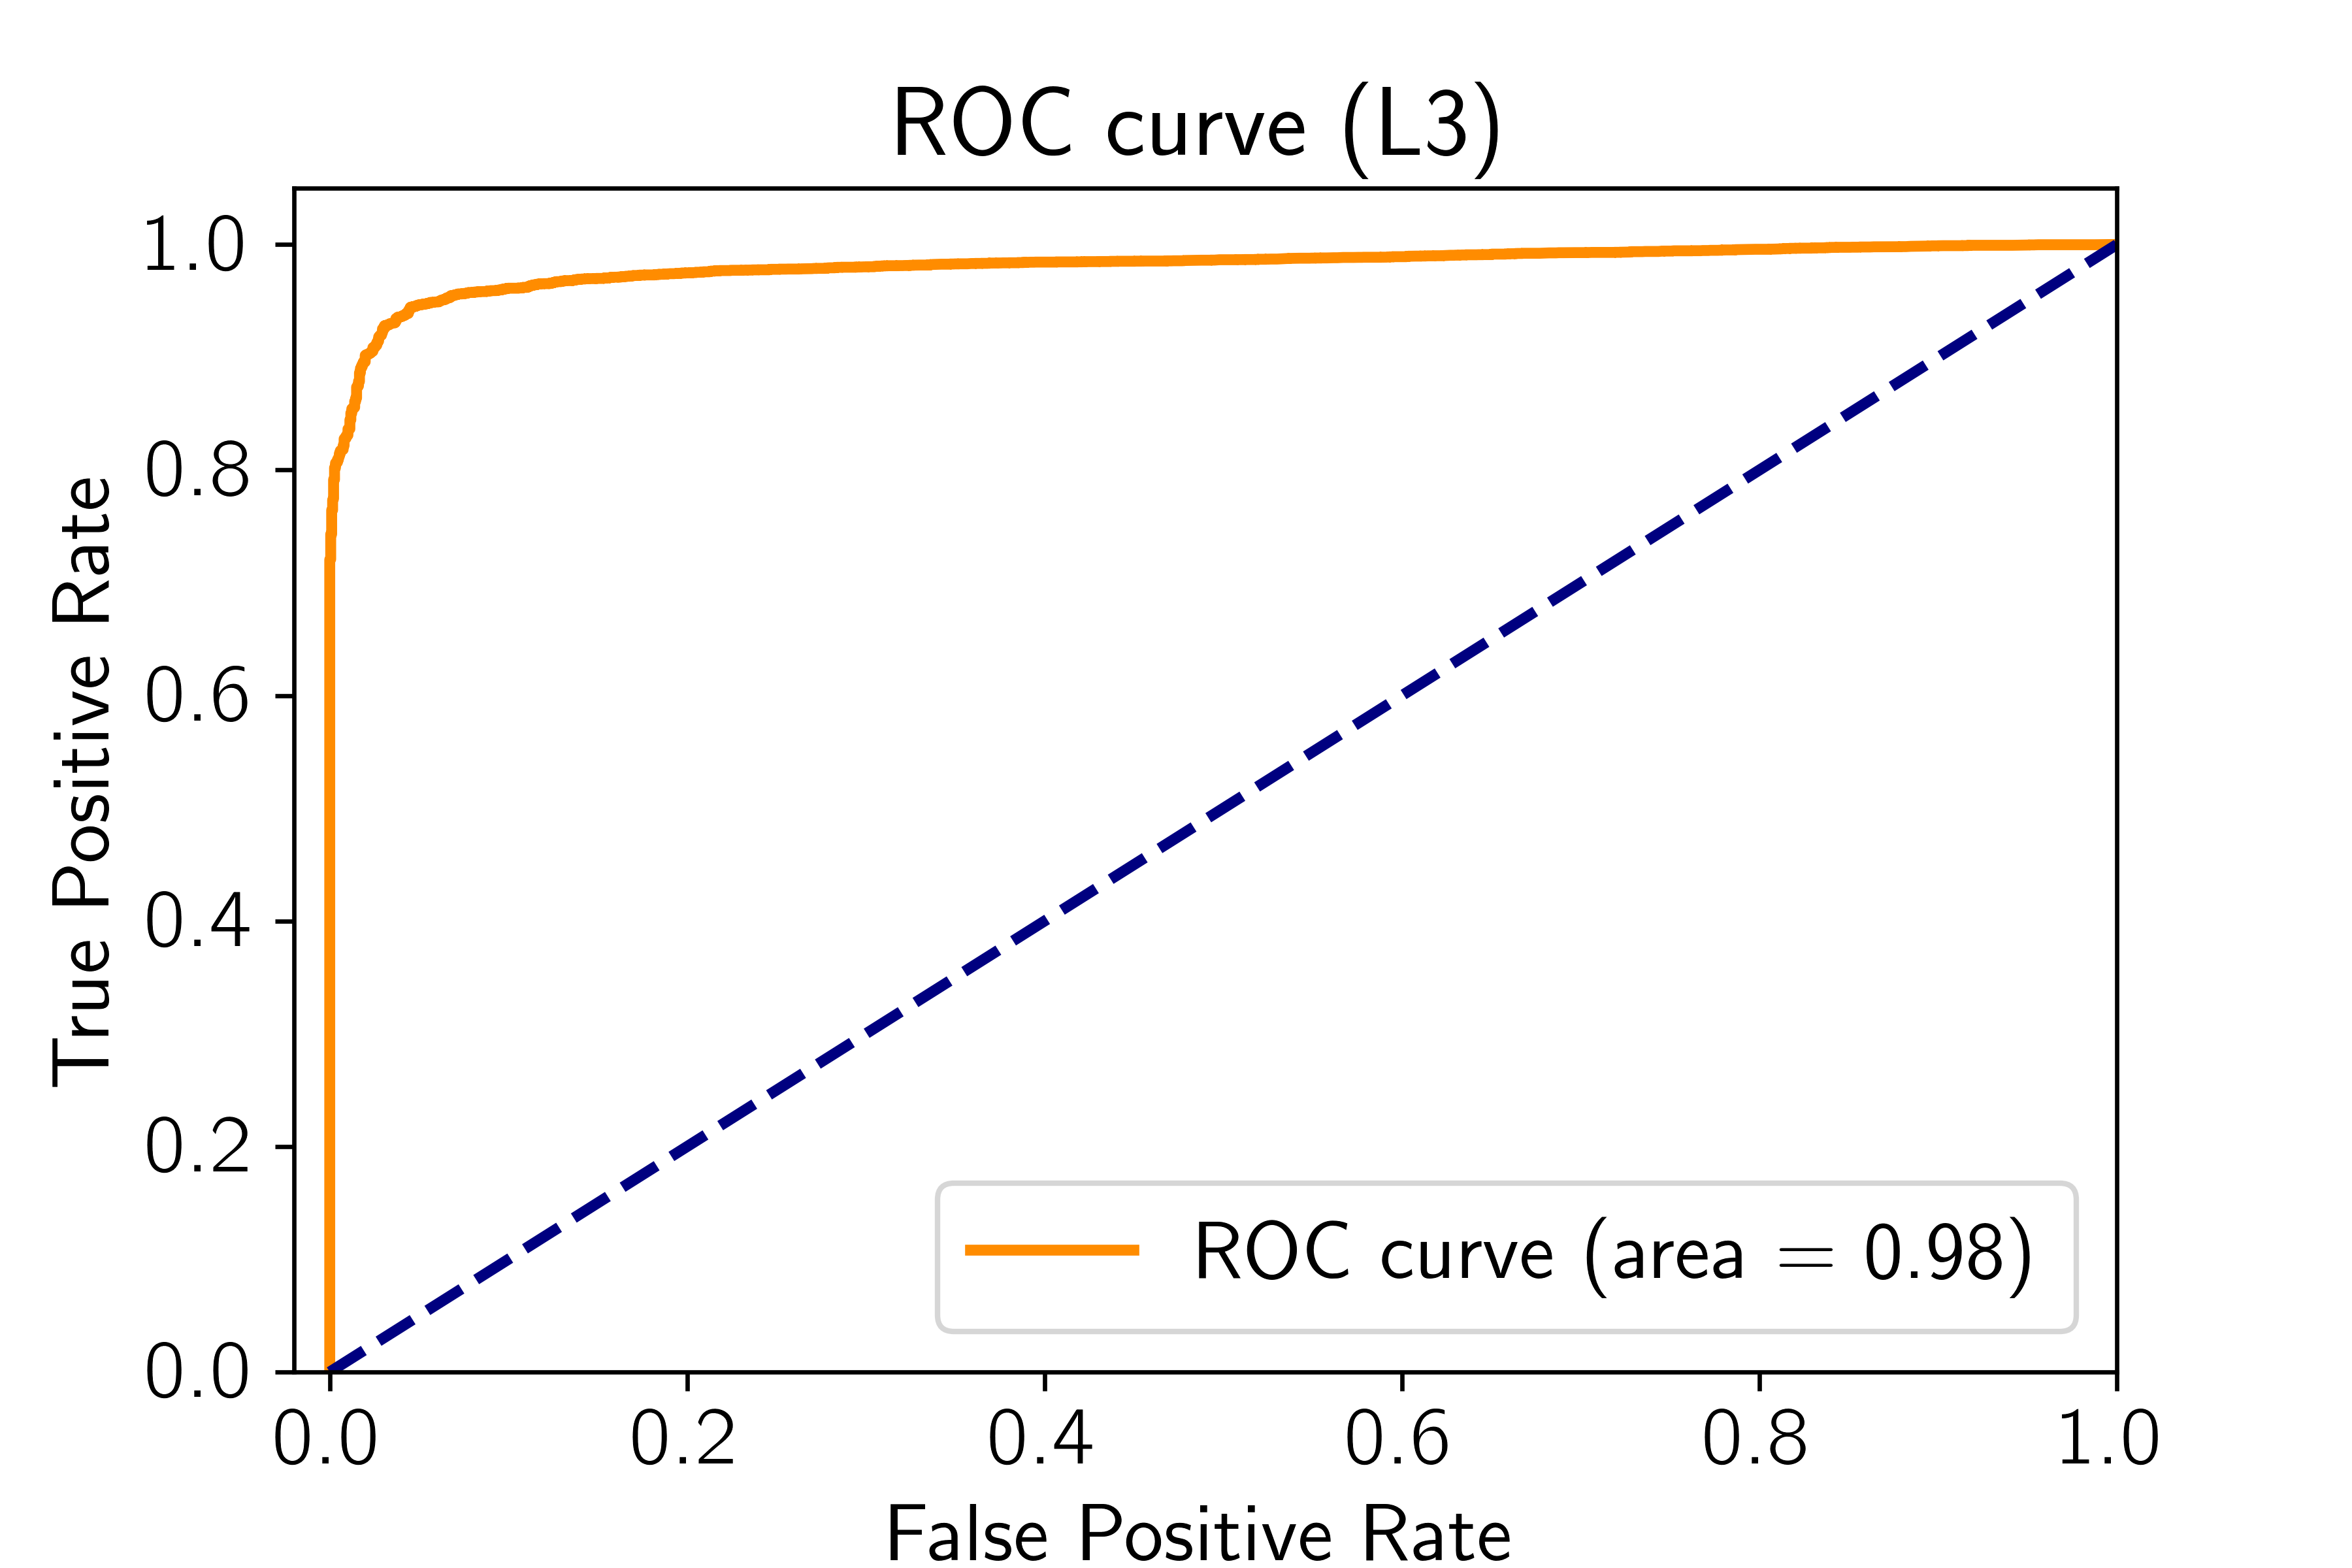 ROC curve (L3)
1.0
0.8
0.6
0.4
0.2
0.0
True Positive Rate
ROC curve (area = 0.98)
0.0 0.2 0.4 0.6 0.8 1.0
False Positive Rate